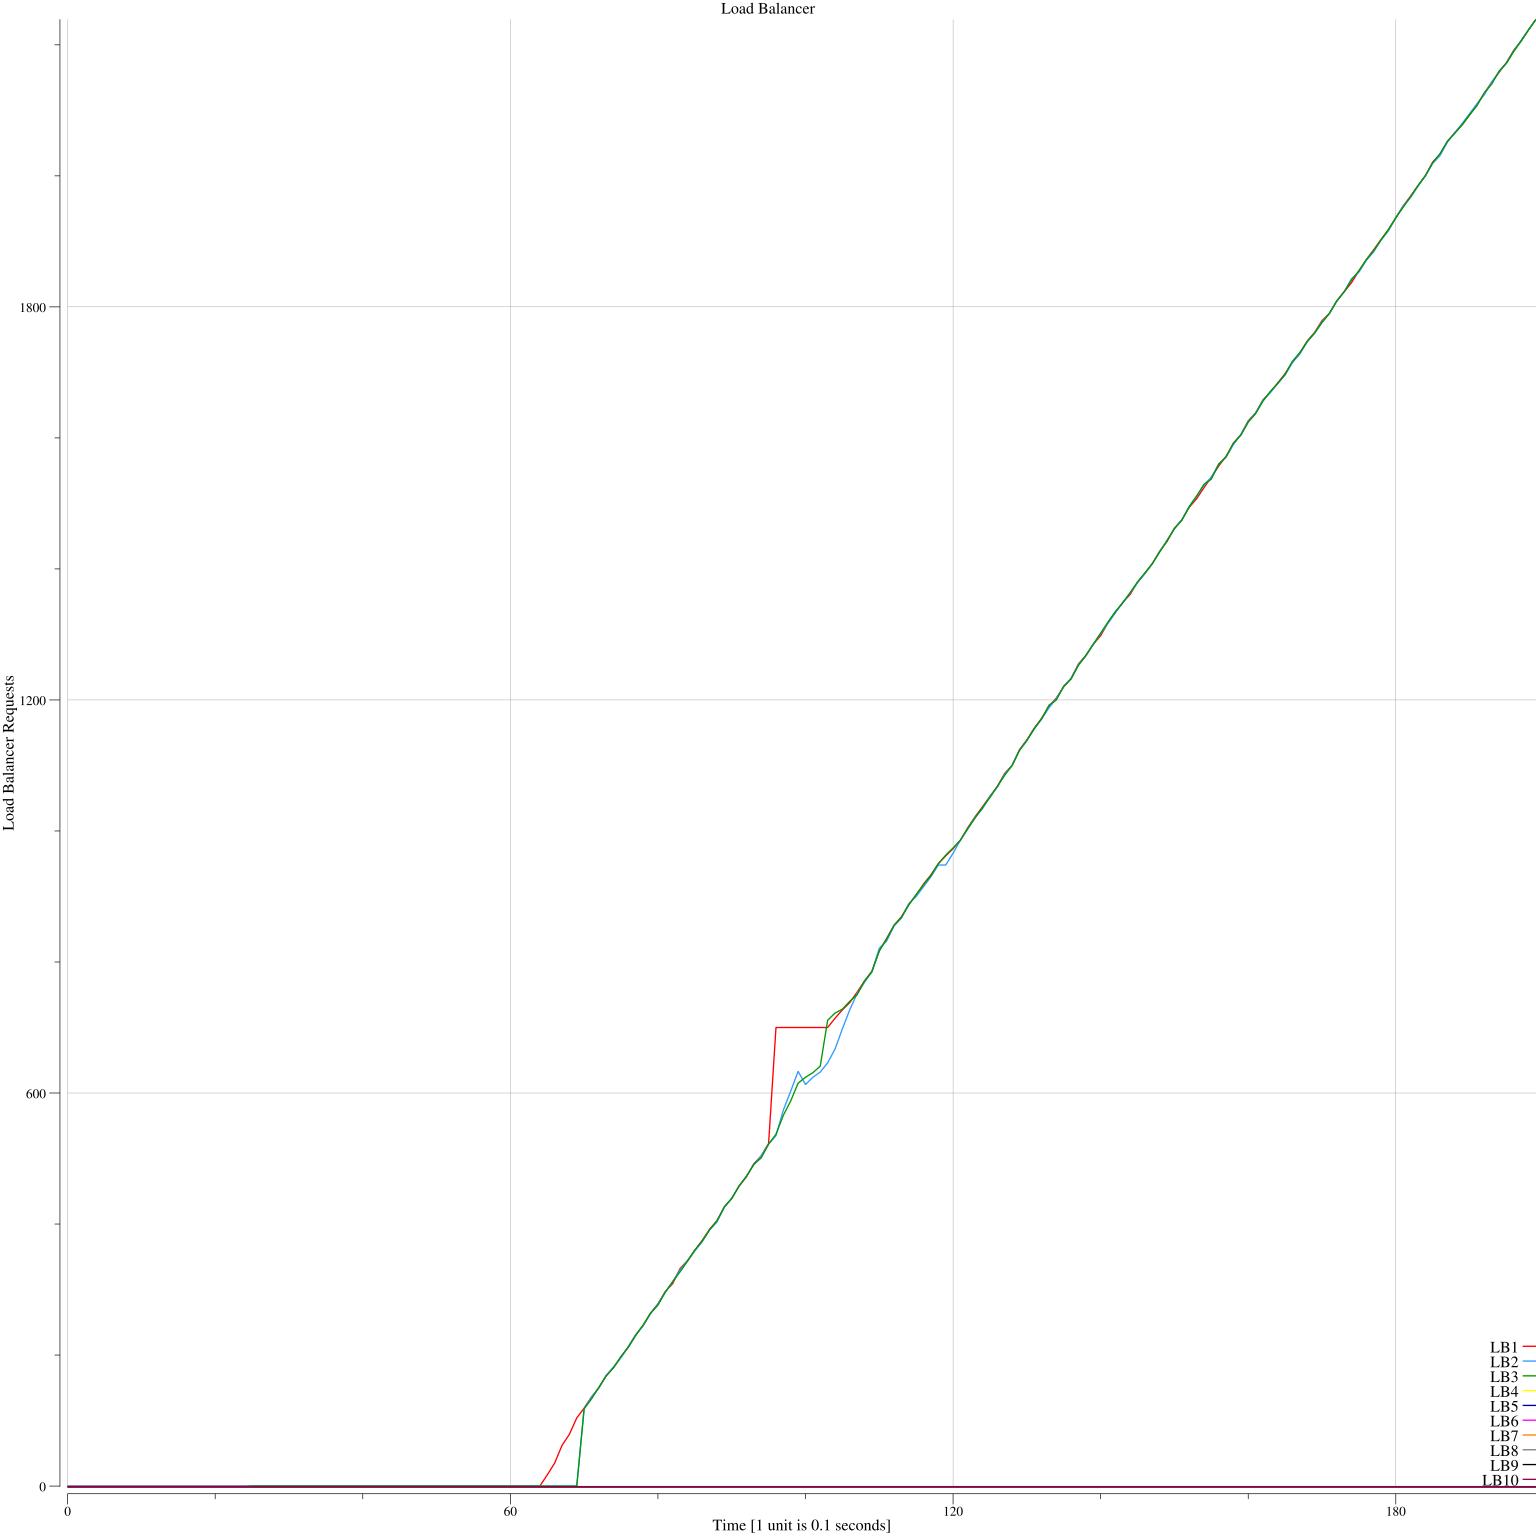 Load Balancer
1800
1200
Load Balancer Requests
600
LB1
LB2
LB3
LB4
LB5
LB6
LB7
LB8
LB9
LB10
0
0 60 120 180
Time [1 unit is 0.1 seconds]